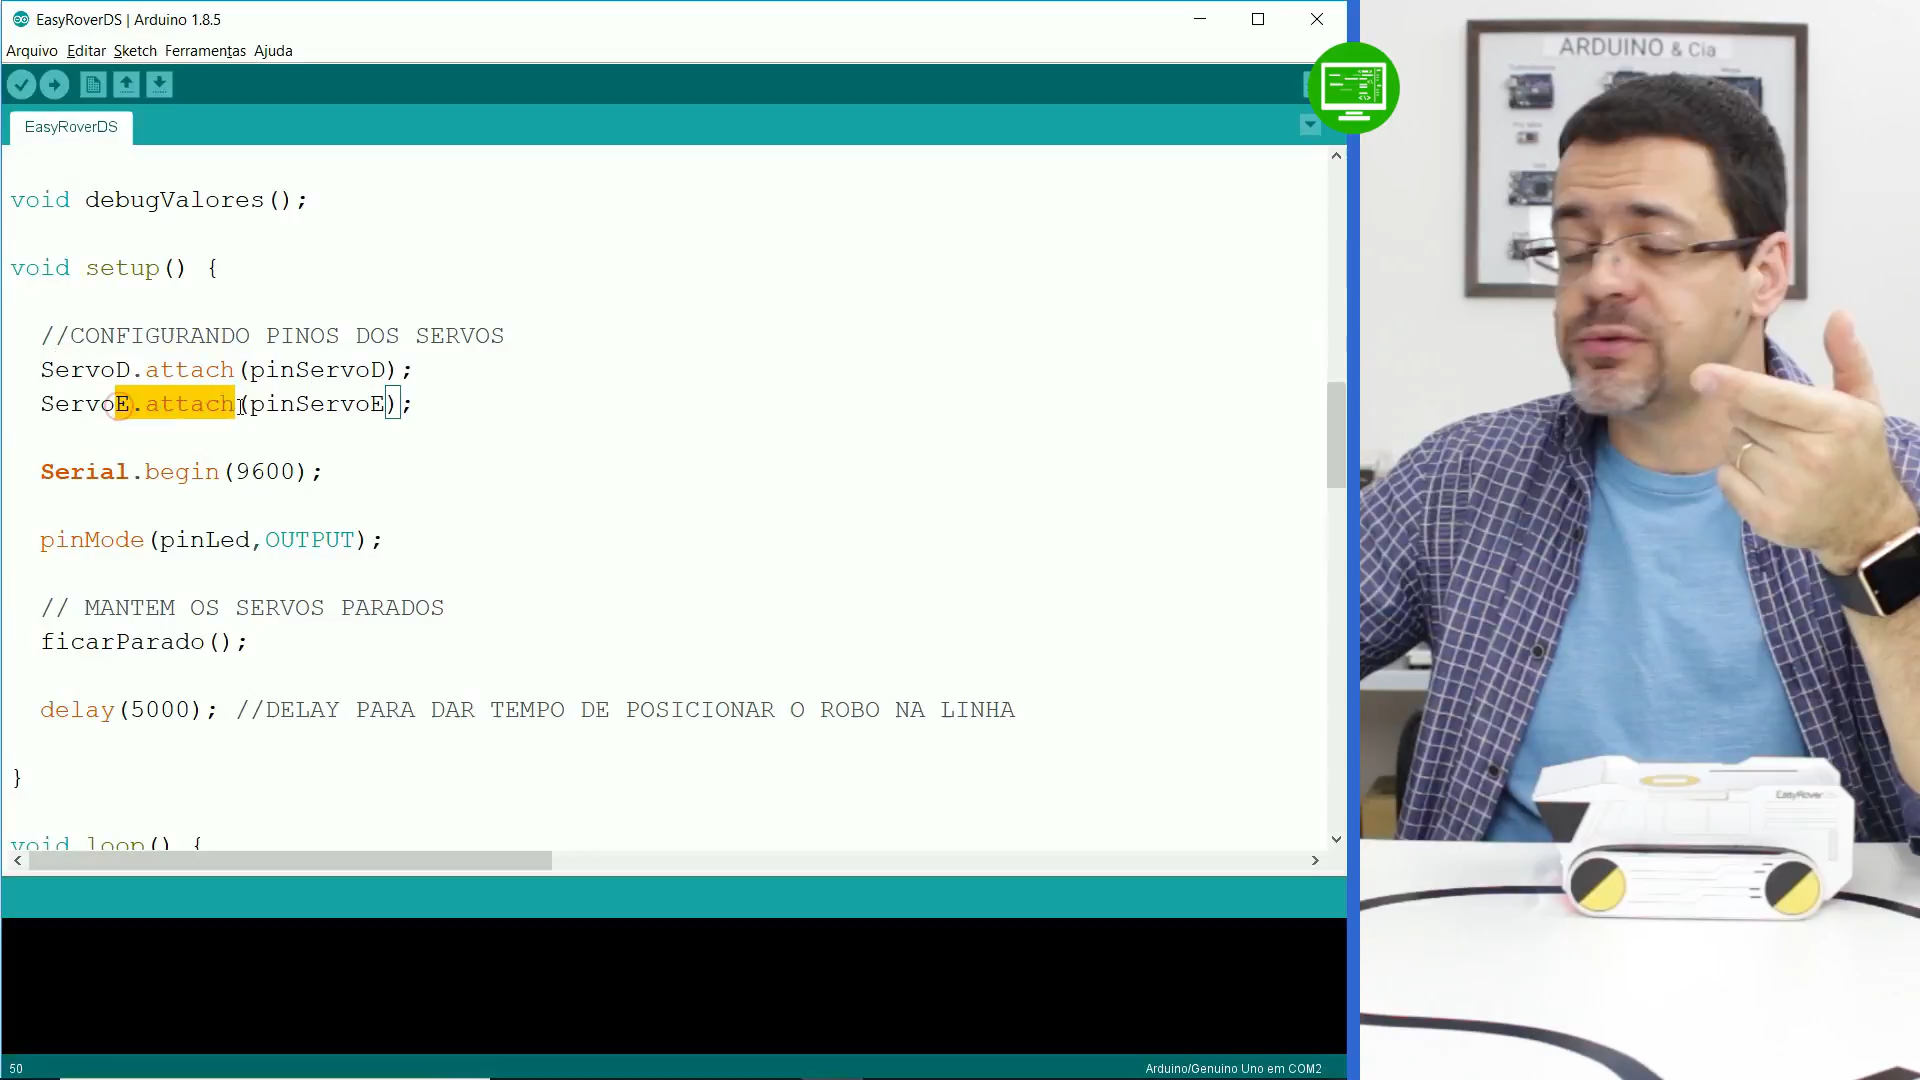 EasyRoverDS | Arduino 1.8.5
Arquivo Editar Sketch Ferramentas Ajuda
EasyRoverDS
void debugValores();
void setup() {
//CONFIGURANDO PINOS DOS SERVOS
ServoD.attach(pinServoD);
ServoE.attach(pinServoE);
Serial.begin(9600);
pinMode(pinLed,OUTPUT);
// MANTEM OS SERVOS PARADOS
ficarParado();
delay(5000); //DELAY PARA DAR TEMPO DE POSICIONAR O ROBO NA LINHA
}
void loop() {
50
Arduino/Genuino Uno em COM2
ARDUINO & Cia
EasyRover